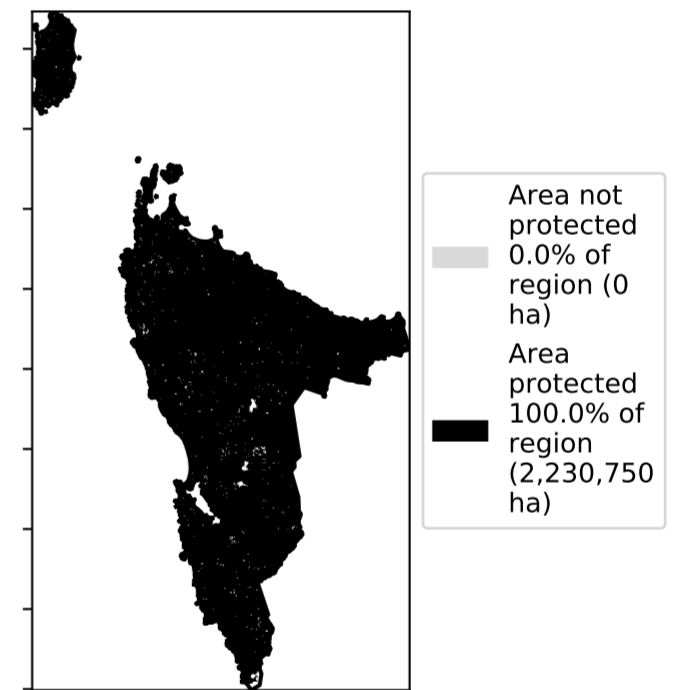 Area not
protected
0.0% of
region (0
ha)
Area
protected
100.0% of
region
(2,230,750
ha)